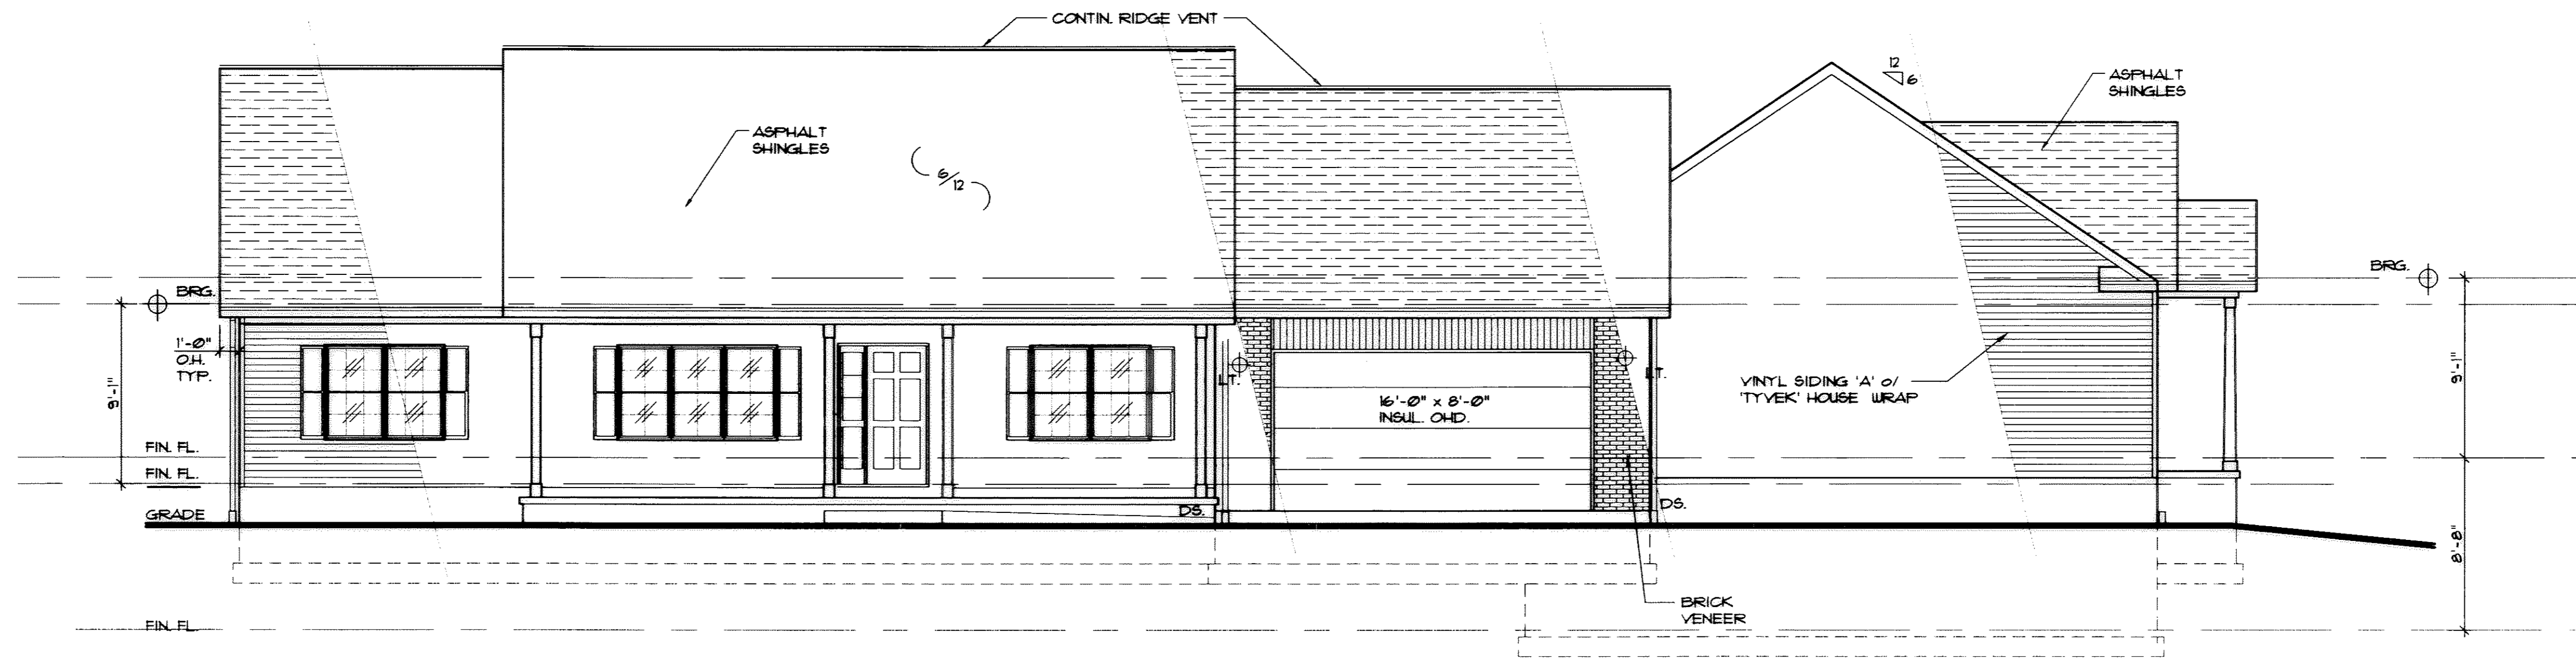 CONTIN. RIDGE VENT
12
6
ASPHALT
SHINGLES
ASPHALT
SHINGLES
6/12
BRG.
BRG.
1'-0"
O.H.
TYP.
9'-1"
LT.
LT.
16'-0" x 8'-0"
INSUL. OHD.
VINYL SIDING 'A' o/
'TYVEK' HOUSE WRAP
9'-1"
FIN. FL.
FIN. FL.
GRADE
DS.
DS.
8'-8"
BRICK
VENEER
FIN. FL.